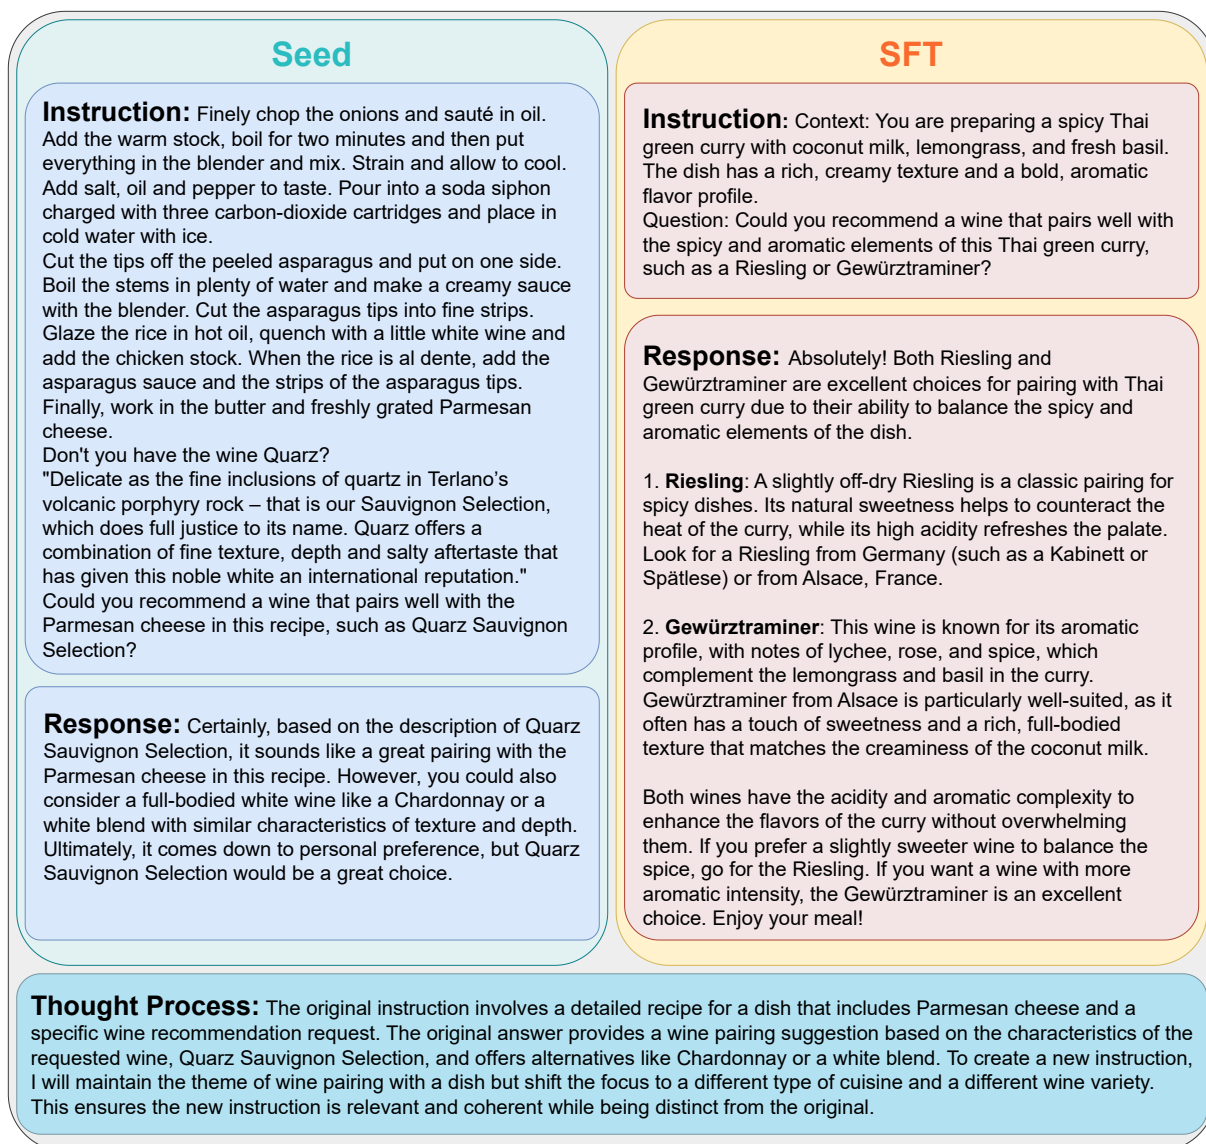 Seed
Instruction: Finely chop the onions and sauté in oil.
Add the warm stock, boil for two minutes and then put
everything in the blender and mix. Strain and allow to cool.
Add salt, oil and pepper to taste. Pour into a soda siphon
charged with three carbon-dioxide cartridges and place in
cold water with ice.
Cut the tips off the peeled asparagus and put on one side.
Boil the stems in plenty of water and make a creamy sauce
with the blender. Cut the asparagus tips into fine strips.
Glaze the rice in hot oil, quench with a little white wine and
add the chicken stock. When the rice is al dente, add the
asparagus sauce and the strips of the asparagus tips.
Finally, work in the butter and freshly grated Parmesan
cheese.
Don't you have the wine Quarz?
"Delicate as the fine inclusions of quartz in Terlano’s
volcanic porphyry rock – that is our Sauvignon Selection,
which does full justice to its name. Quarz offers a
combination of fine texture, depth and salty aftertaste that
has given this noble white an international reputation."
Could you recommend a wine that pairs well with the
Parmesan cheese in this recipe, such as Quarz Sauvignon
Selection?
Response: Certainly, based on the description of Quarz
Sauvignon Selection, it sounds like a great pairing with the
Parmesan cheese in this recipe. However, you could also
consider a full-bodied white wine like a Chardonnay or a
white blend with similar characteristics of texture and depth.
Ultimately, it comes down to personal preference, but Quarz
Sauvignon Selection would be a great choice.
SFT
Instruction: Context: You are preparing a spicy Thai
green curry with coconut milk, lemongrass, and fresh basil.
The dish has a rich, creamy texture and a bold, aromatic
flavor profile.
Question: Could you recommend a wine that pairs well with
the spicy and aromatic elements of this Thai green curry,
such as a Riesling or Gewürztraminer?
Response: Absolutely! Both Riesling and
Gewürztraminer are excellent choices for pairing with Thai
green curry due to their ability to balance the spicy and
aromatic elements of the dish.
1. Riesling: A slightly off-dry Riesling is a classic pairing for
spicy dishes. Its natural sweetness helps to counteract the
heat of the curry, while its high acidity refreshes the palate.
Look for a Riesling from Germany (such as a Kabinett or
Spätlese) or from Alsace, France.
2. Gewürztraminer: This wine is known for its aromatic
profile, with notes of lychee, rose, and spice, which
complement the lemongrass and basil in the curry.
Gewürztraminer from Alsace is particularly well-suited, as it
often has a touch of sweetness and a rich, full-bodied
texture that matches the creaminess of the coconut milk.
Both wines have the acidity and aromatic complexity to
enhance the flavors of the curry without overwhelming
them. If you prefer a slightly sweeter wine to balance the
spice, go for the Riesling. If you want a wine with more
aromatic intensity, the Gewürztraminer is an excellent
choice. Enjoy your meal!
Thought Process: The original instruction involves a detailed recipe for a dish that includes Parmesan cheese and a
specific wine recommendation request. The original answer provides a wine pairing suggestion based on the characteristics of the
requested wine, Quarz Sauvignon Selection, and offers alternatives like Chardonnay or a white blend. To create a new instruction,
I will maintain the theme of wine pairing with a dish but shift the focus to a different type of cuisine and a different wine variety.
This ensures the new instruction is relevant and coherent while being distinct from the original.